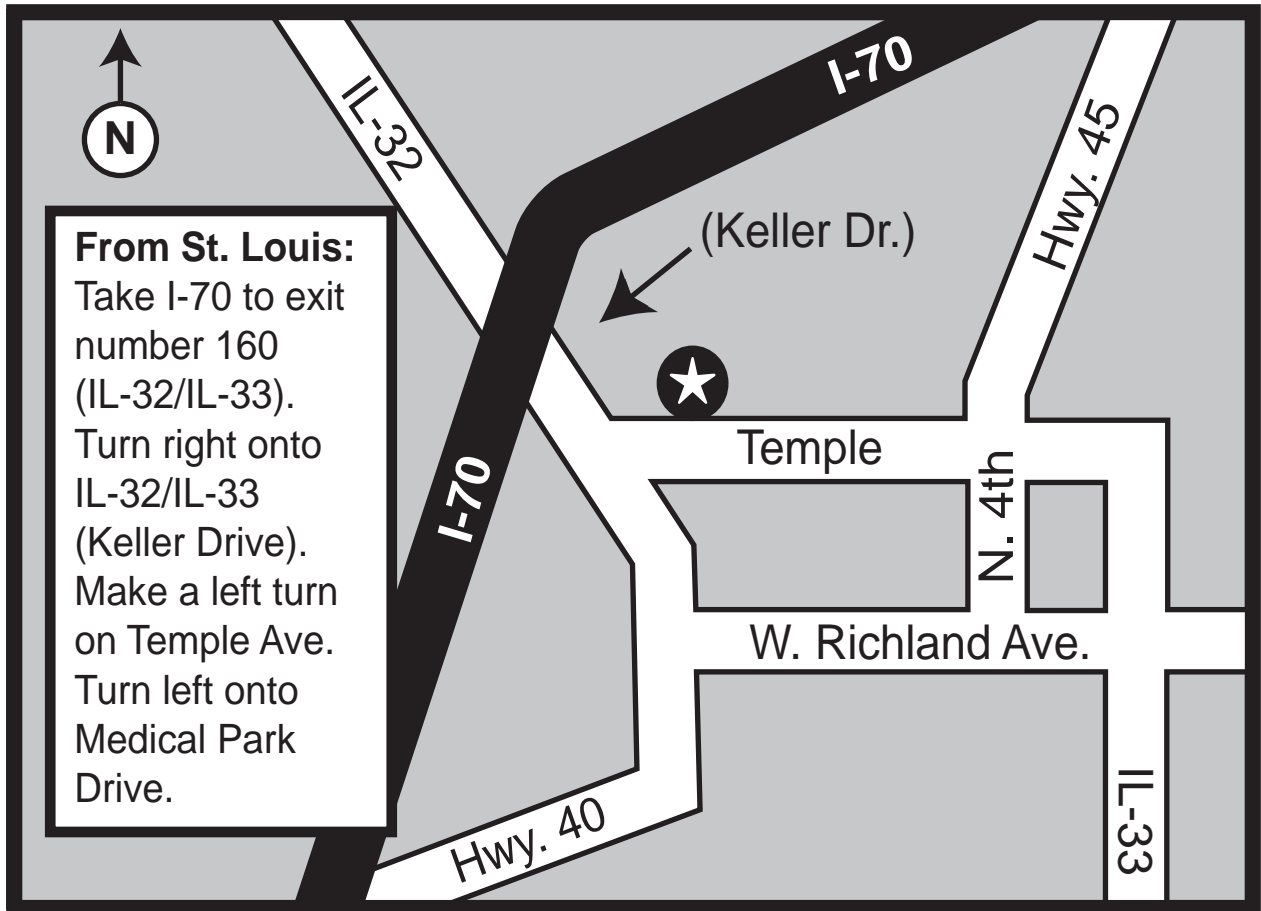 N
IL-32
I-70
Hwy. 45
(Keller Dr.)
From St. Louis:
Take I-70 to exit
number 160
(IL-32/IL-33).
Turn right onto
IL-32/IL-33
(Keller Drive).
Make a left turn
on Temple Ave.
Turn left onto
Medical Park
Drive.
I-70
Temple
N. 4th
W. Richland Ave.
Hwy. 40
IL-33